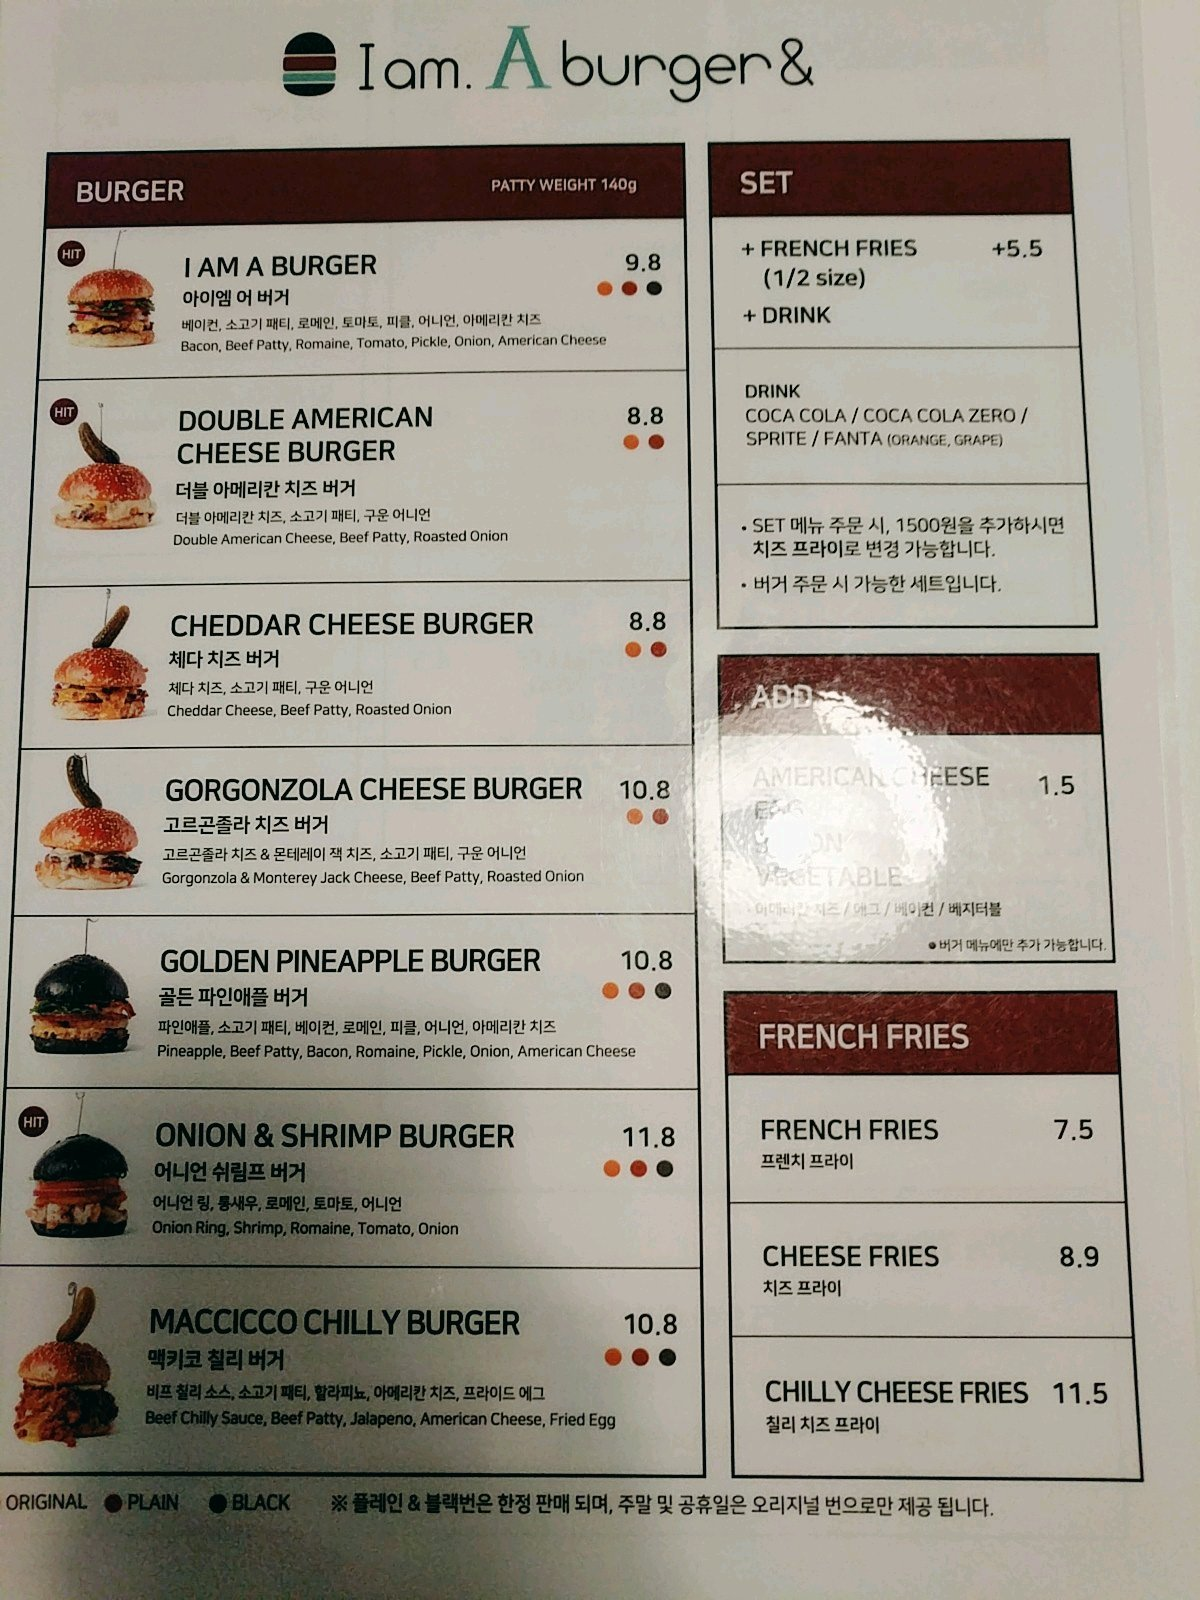 I am. A burger &
BURGER PATTY WEIGHT 140g
HIT
I AM A BURGER 9.8
아이엠 어 버거
베이컨, 소고기 패티, 로메인, 토마토, 피클, 어니언, 아메리칸 치즈
Bacon, Beef Patty, Romaine, Tomato, Pickle, Onion, American Cheese
HIT
DOUBLE AMERICAN 8.8
CHEESE BURGER
더블 아메리칸 치즈 버거
더블 아메리칸 치즈, 소고기 패티, 구운 어니언
Double American Cheese, Beef Patty, Roasted Onion
CHEDDAR CHEESE BURGER 8.8
체다 치즈 버거
체다 치즈, 소고기 패티, 구운 어니언
Cheddar Cheese, Beef Patty, Roasted Onion
GORGONZOLA CHEESE BURGER 10.8
고르곤졸라 치즈 버거
고르곤졸라 치즈 & 몬테레이 잭 치즈, 소고기 패티, 구운 어니언
Gorgonzola & Monterey Jack Cheese, Beef Patty, Roasted Onion
GOLDEN PINEAPPLE BURGER 10.8
골든 파인애플 버거
파인애플, 소고기 패티, 베이컨, 로메인, 피클, 어니언, 아메리칸 치즈
Pineapple, Beef Patty, Bacon, Romaine, Pickle, Onion, American Cheese
HIT
ONION & SHRIMP BURGER 11.8
어니언 쉬림프 버거
어니언 링, 통새우, 로메인, 토마토, 어니언
Onion Ring, Shrimp, Romaine, Tomato, Onion
MACCICCO CHILLY BURGER 10.8
맥키코 칠리 버거
비프 칠리 소스, 소고기 패티, 할라피뇨, 아메리칸 치즈, 프라이드 에그
Beef Chilly Sauce, Beef Patty, Jalapeno, American Cheese, Fried Egg
SET
+ FRENCH FRIES +5.5
(1/2 size)
+ DRINK
DRINK
COCA COLA / COCA COLA ZERO /
SPRITE / FANTA (ORANGE, GRAPE)
• SET 메뉴 주문 시, 1500원을 추가하시면
치즈 프라이로 변경 가능합니다.
• 버거 주문 시 가능한 세트입니다.
ADD
AMERICAN CHEESE 1.5
VEGETABLE
아메리칸 치즈 / 에그 / 베이컨 / 베지터블
● 버거 메뉴에만 추가 가능합니다.
FRENCH FRIES
FRENCH FRIES 7.5
프렌치 프라이
CHEESE FRIES 8.9
치즈 프라이
CHILLY CHEESE FRIES 11.5
칠리 치즈 프라이
ORIGINAL ● PLAIN ● BLACK ※ 플레인 & 블랙번은 한정 판매 되며, 주말 및 공휴일은 오리지널 번으로만 제공 됩니다.